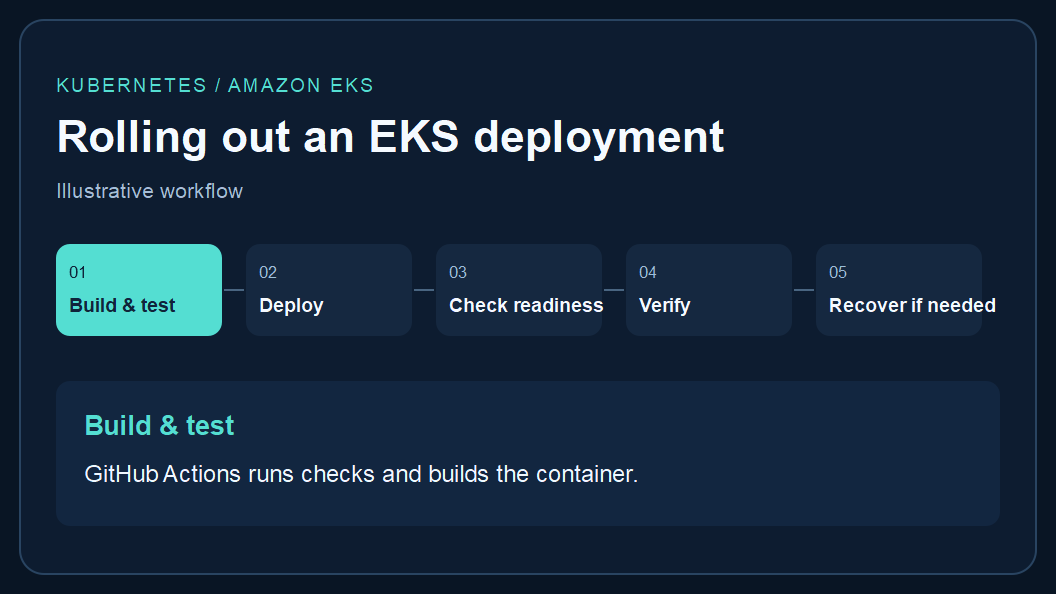 KUBERNETES / AMAZON EKS
Rolling out an EKS deployment
Illustrative workflow
01
Build & test
02
Deploy
03
Check readiness
04
Verify
05
Recover if needed
Build & test
GitHub Actions runs checks and builds the container.